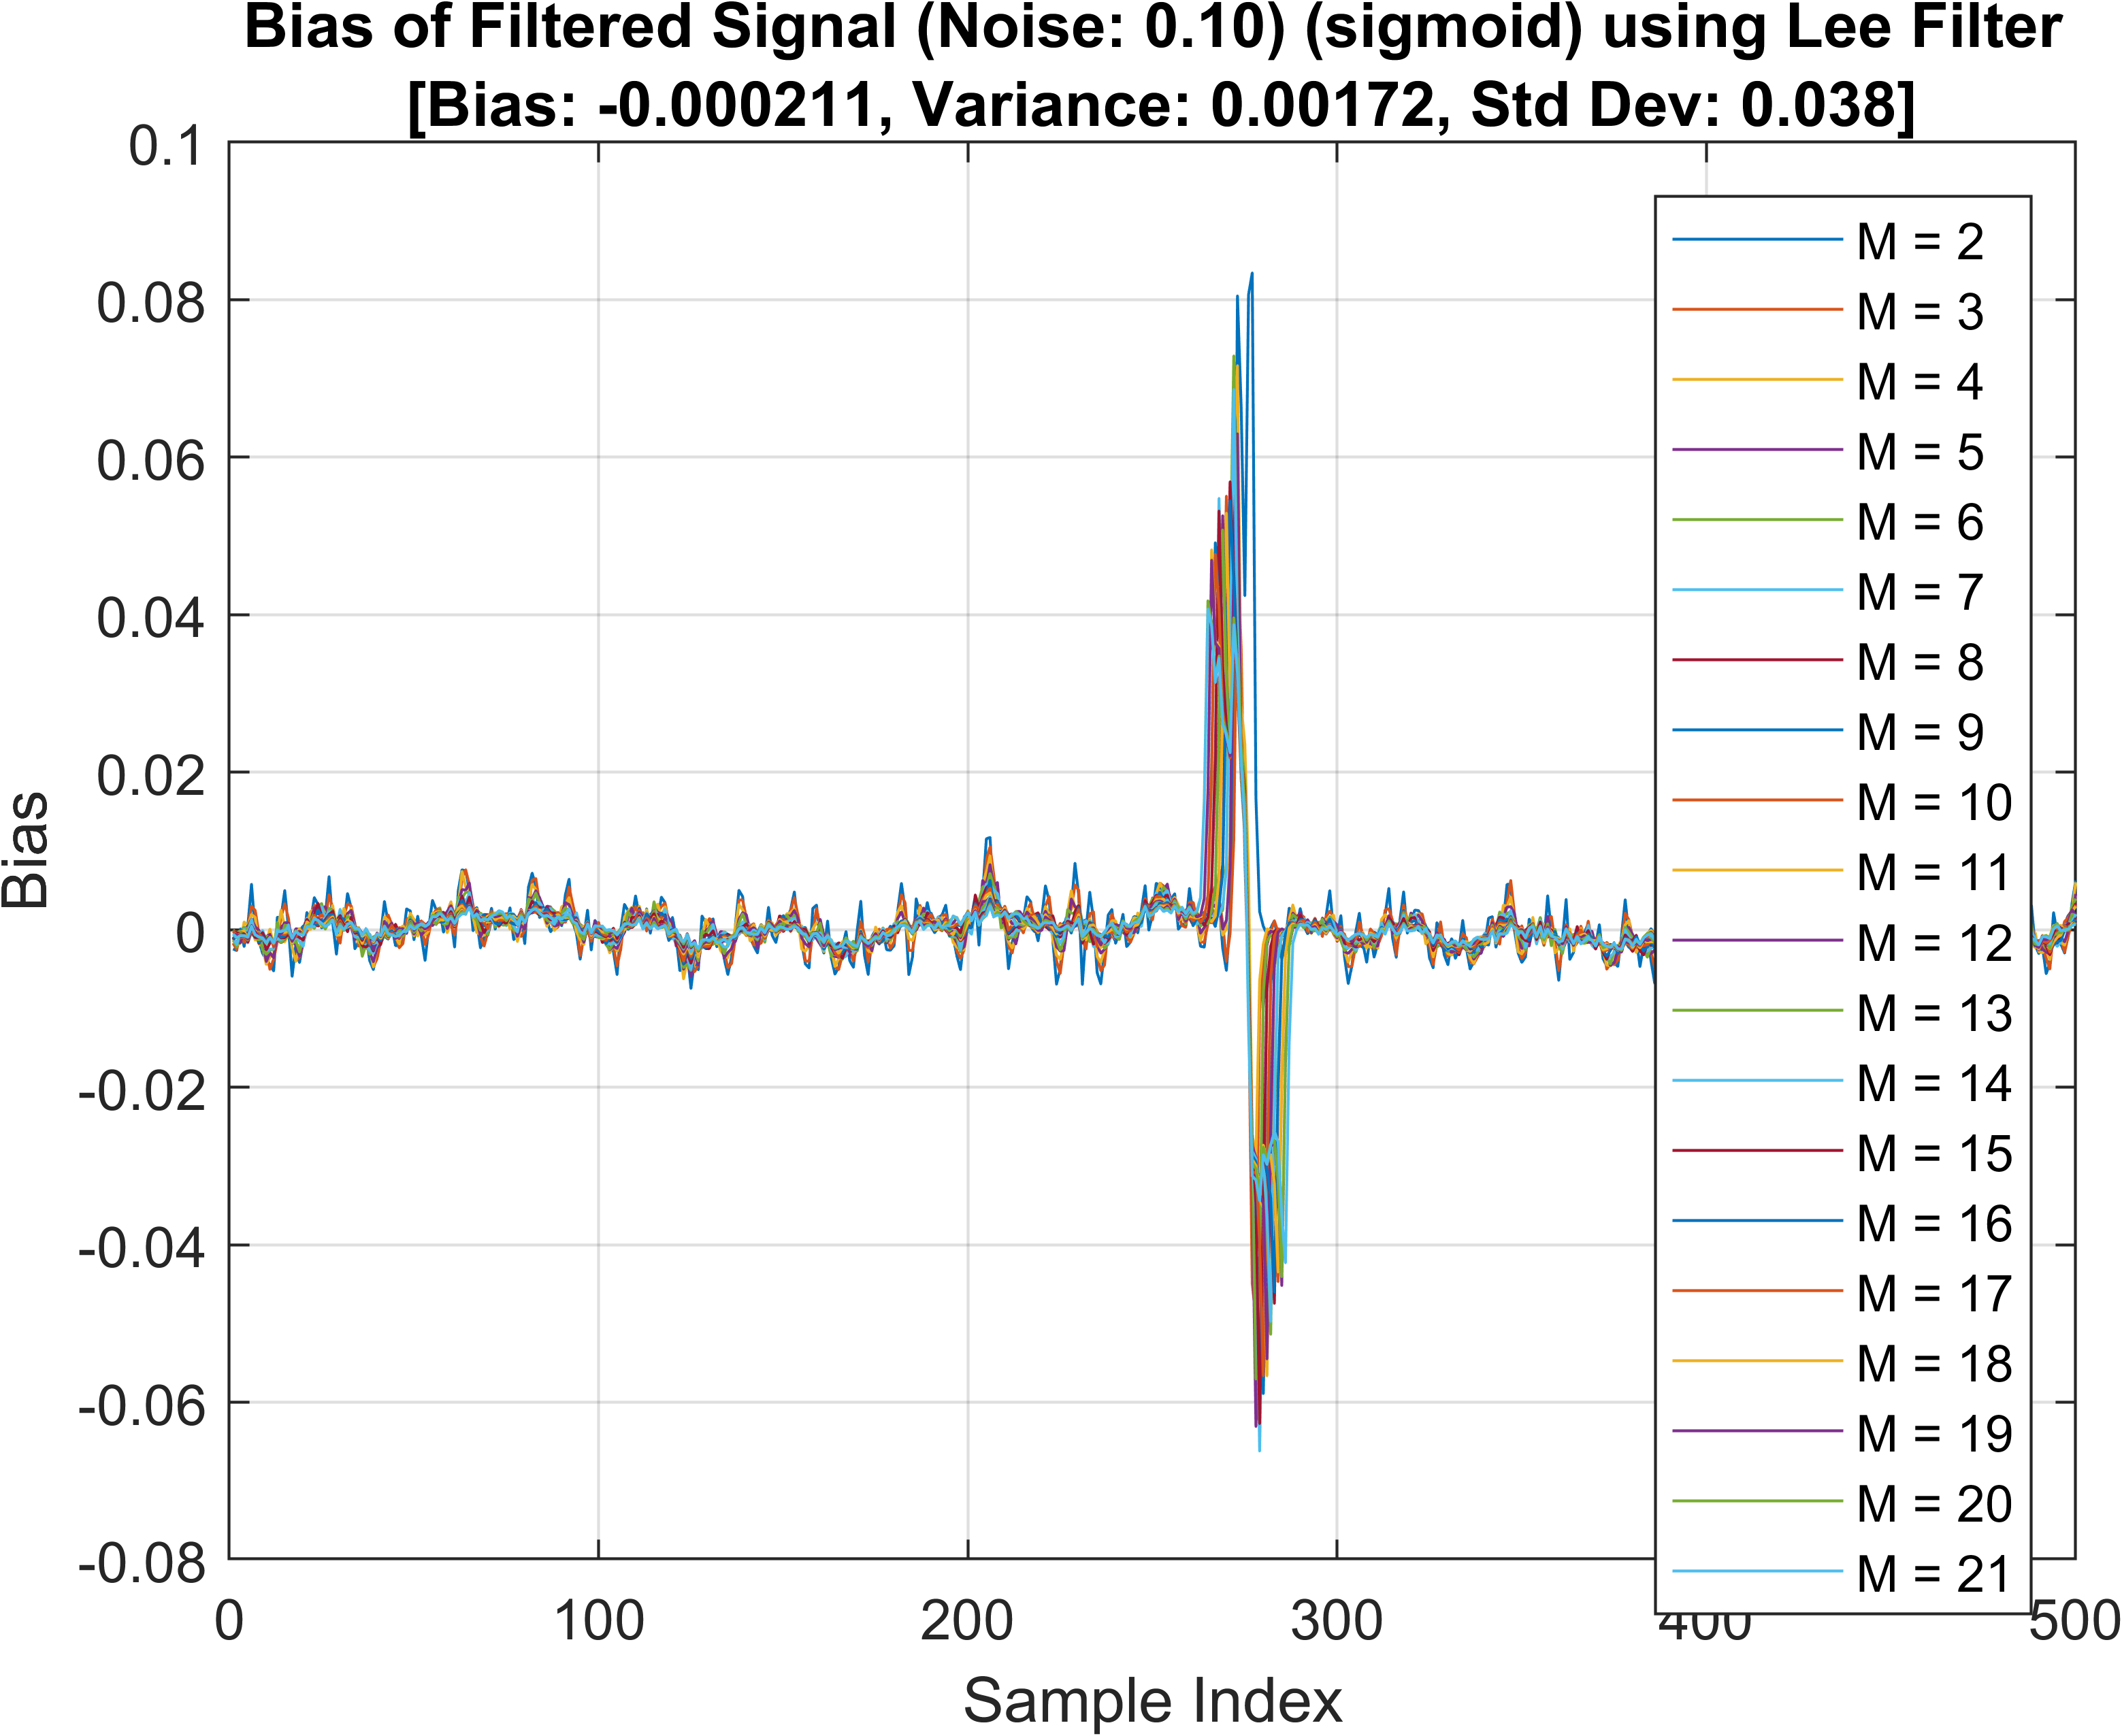 Bias of Filtered Signal (Noise: 0.10) (sigmoid) using Lee Filter
[Bias: -0.000211, Variance: 0.00172, Std Dev: 0.038]
0.1
0.08
0.06
0.04
0.02
0
-0.02
-0.04
-0.06
-0.08
Bias
M = 2
M = 3
M = 4
M = 5
M = 6
M = 7
M = 8
M = 9
M = 10
M = 11
M = 12
M = 13
M = 14
M = 15
M = 16
M = 17
M = 18
M = 19
M = 20
M = 21
0 100 200 300 400 500
Sample Index